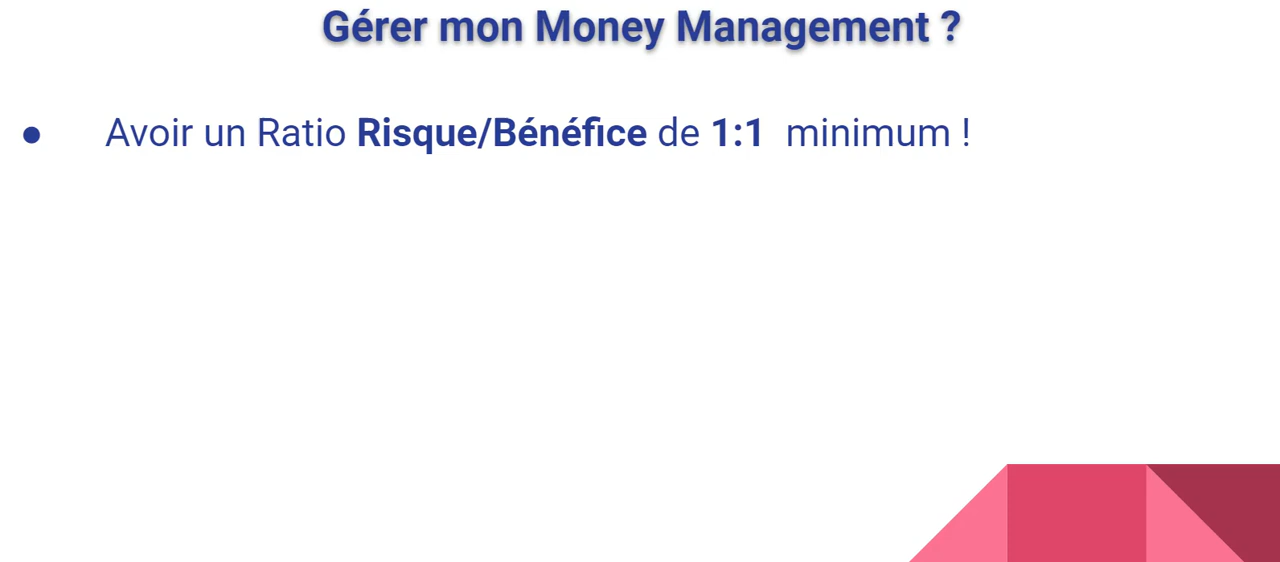 Gérer mon Money Management ?
● Avoir un Ratio Risque/Bénéfice de 1:1 minimum !